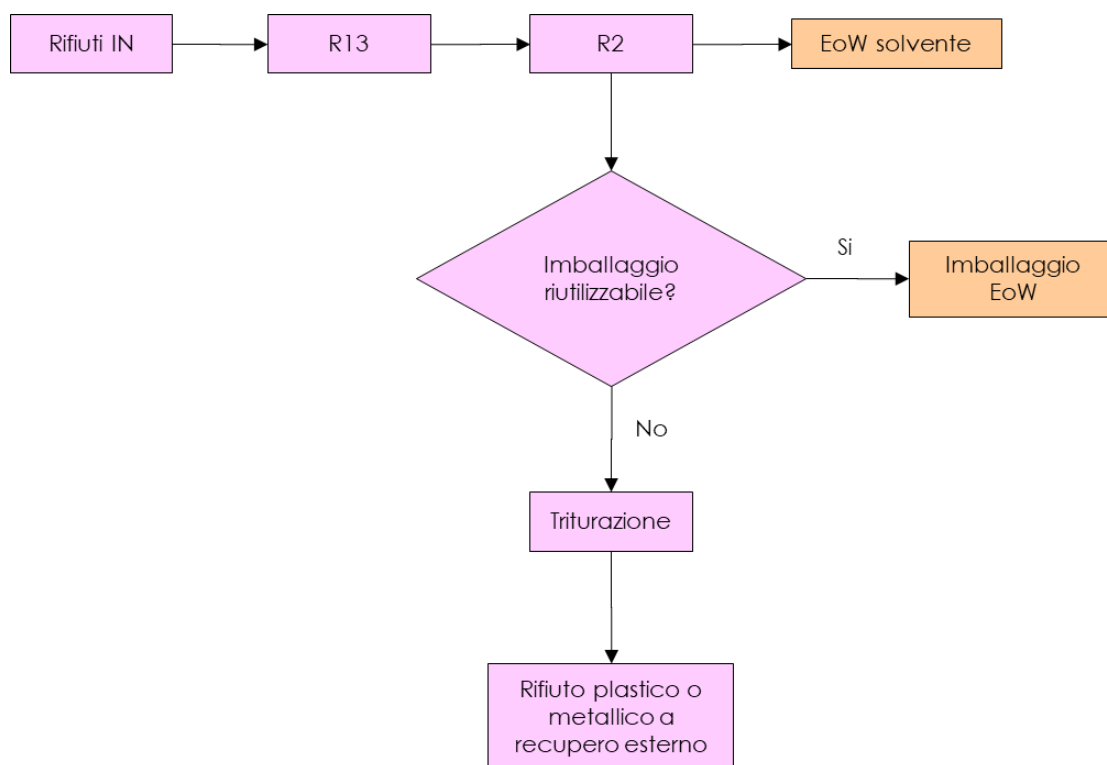 Rifiuti IN
R13
R2
EoW solvente
Imballaggio
riutilizzabile?
Si
Imballaggio
EoW
No
Triturazione
Rifiuto plastico o
metallico a
recupero esterno